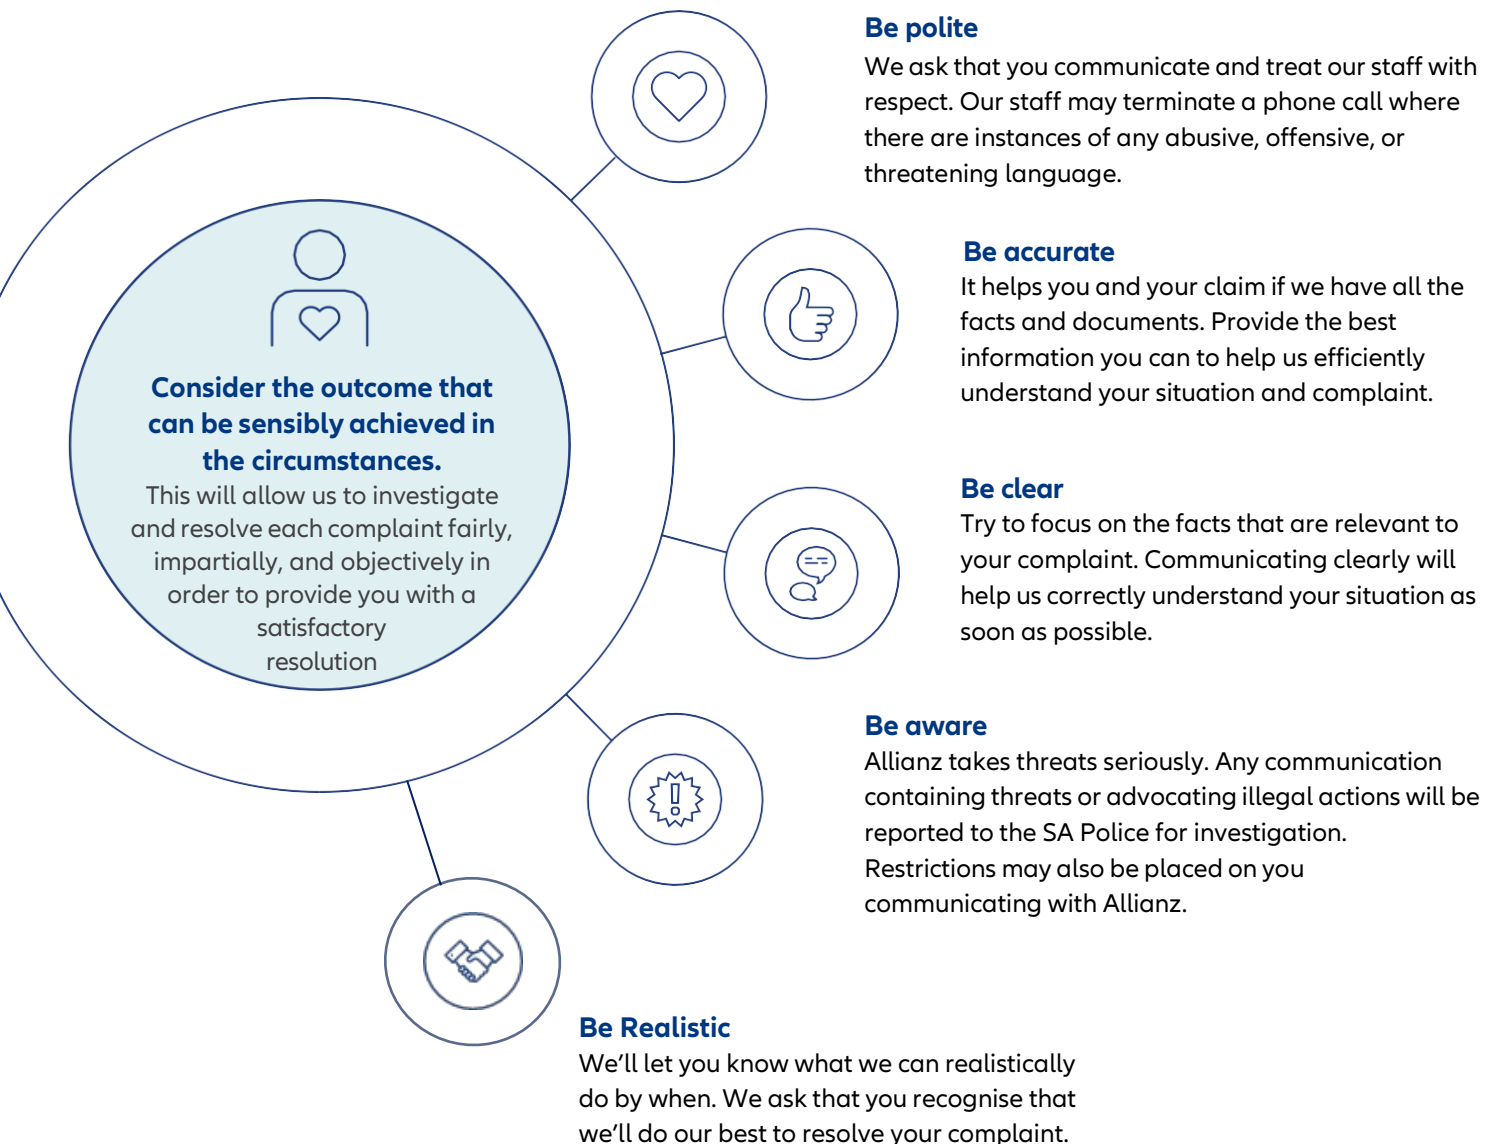 Be polite
We ask that you communicate and treat our staff with
respect. Our staff may terminate a phone call where
there are instances of any abusive, offensive, or
threatening language.
Be accurate
It helps you and your claim if we have all the
facts and documents. Provide the best
information you can to help us efficiently
understand your situation and complaint.
Consider the outcome that
can be sensibly achieved in
the circumstances.
This will allow us to investigate
and resolve each complaint fairly,
impartially, and objectively in
order to provide you with a
satisfactory
resolution
Be clear
Try to focus on the facts that are relevant to
your complaint. Communicating clearly will
help us correctly understand your situation as
soon as possible.
Be aware
Allianz takes threats seriously. Any communication
containing threats or advocating illegal actions will be
reported to the SA Police for investigation.
Restrictions may also be placed on you
communicating with Allianz.
Be Realistic
We’ll let you know what we can realistically
do by when. We ask that you recognise that
we’ll do our best to resolve your complaint.